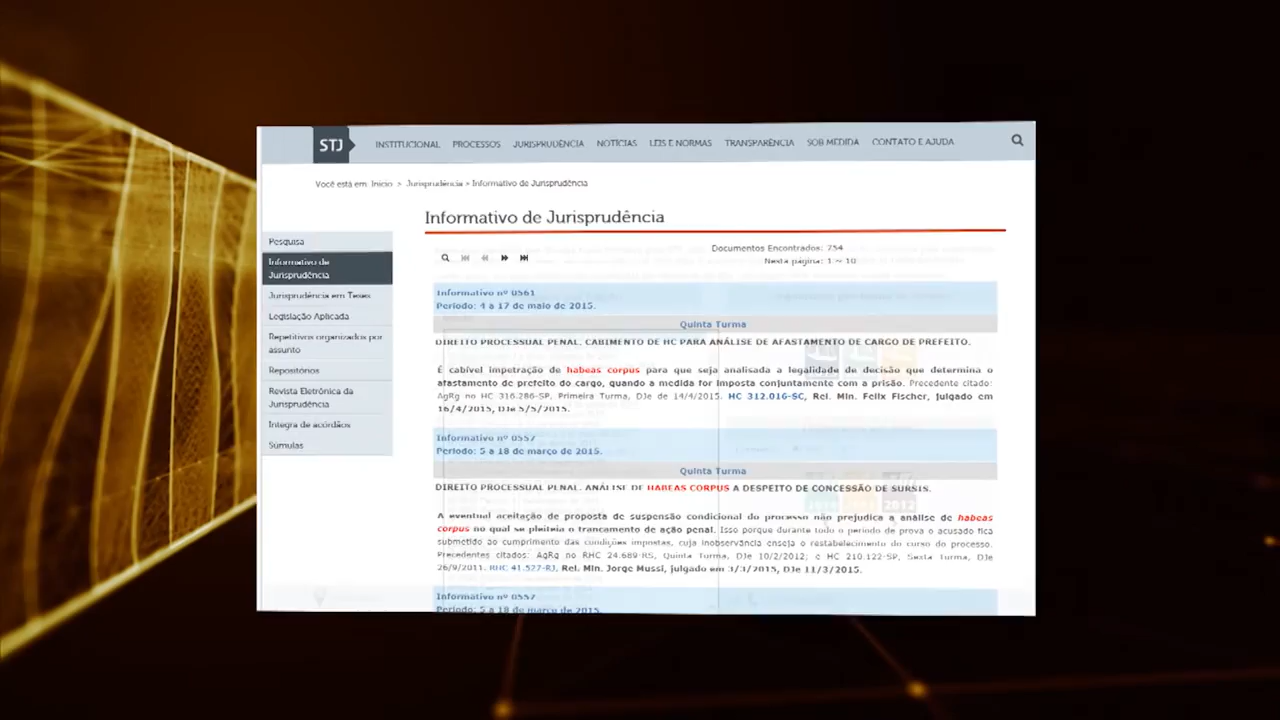 STJ INSTITUCIONAL PROCESSOS JURISPRUDÊNCIA NOTÍCIAS LEIS E NORMAS TRANSPARÊNCIA SOB MEDIDA CONTATO E AJUDA
Você está em: Início > Jurisprudência > Informativo de Jurisprudência
Informativo de Jurisprudência
Pesquisa
Informativo de
Jurisprudência
Jurisprudência em Teses
Legislação Aplicada
Repetitivos organizados por
assunto
Repositórios
Revista Eletrônica da
Jurisprudência
Íntegra de acórdãos
Súmulas
Documentos Encontrados: 754
Nesta página: 1 ~ 10
Informativo nº 0561
Período: 4 a 17 de maio de 2015.
Quinta Turma
DIREITO PROCESSUAL PENAL. CABIMENTO DE HC PARA ANÁLISE DE AFASTAMENTO DE CARGO DE PREFEITO.
É cabível impetração de habeas corpus para que seja analisada a legalidade de decisão que determina o
afastamento de prefeito do cargo, quando a medida for imposta conjuntamente com a prisão. Precedente citado:
AgRg no HC 316.286-SP, Primeira Turma, DJe de 14/4/2015. HC 312.016-SC, Rel. Min. Felix Fischer, julgado em
16/4/2015, DJe 5/5/2015.
Informativo nº 0557
Período: 5 a 18 de março de 2015.
Quinta Turma
DIREITO PROCESSUAL PENAL. ANÁLISE DE HABEAS CORPUS A DESPEITO DE CONCESSÃO DE SURSIS.
A eventual aceitação de proposta de suspensão condicional do processo não prejudica a análise de habeas
corpus no qual se pleiteia o trancamento de ação penal. Isso porque durante todo o período de prova o acusado fica
submetido ao cumprimento das condições impostas, cuja inobservância enseja o restabelecimento do curso do processo.
Precedentes citados: AgRg no RHC 24.689-RS, Quinta Turma, DJe 10/2/2012; e HC 210.122-SP, Sexta Turma, DJe
26/9/2011. RHC 41.527-RJ, Rel. Min. Jorge Mussi, julgado em 3/3/2015, DJe 11/3/2015.
Informativo nº 0557
Período: 5 a 18 de março de 2015.
2012